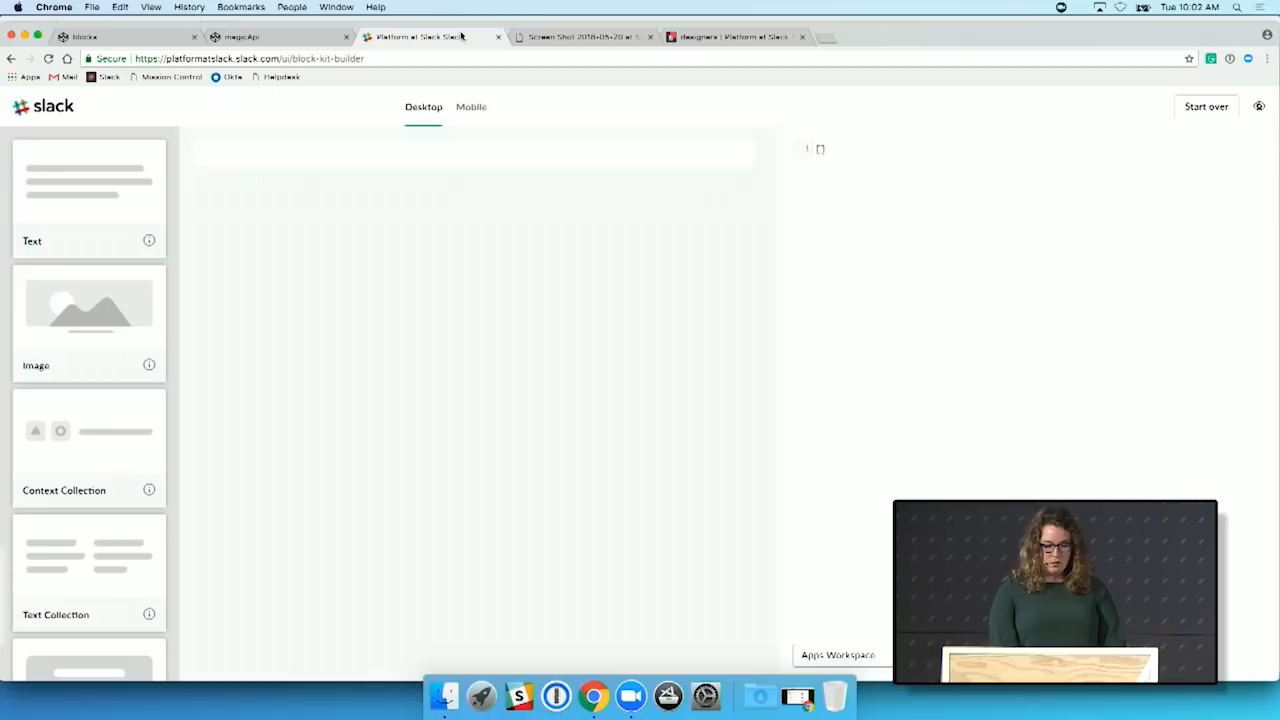 Chrome File Edit View History Bookmarks People Window Help Tue 10:02 AM
blocks magicApi Platform at Slack Slack Screen Shot 2018-05-20 at 5 designers | Platform at Slack
Secure https://platformatslack.slack.com/ui/block-kit-builder
Apps Mail Slack Mission Control Okta Helpdesk
slack Desktop Mobile Start over
1 []
Text
Image
Context Collection
Text Collection
Apps Workspace